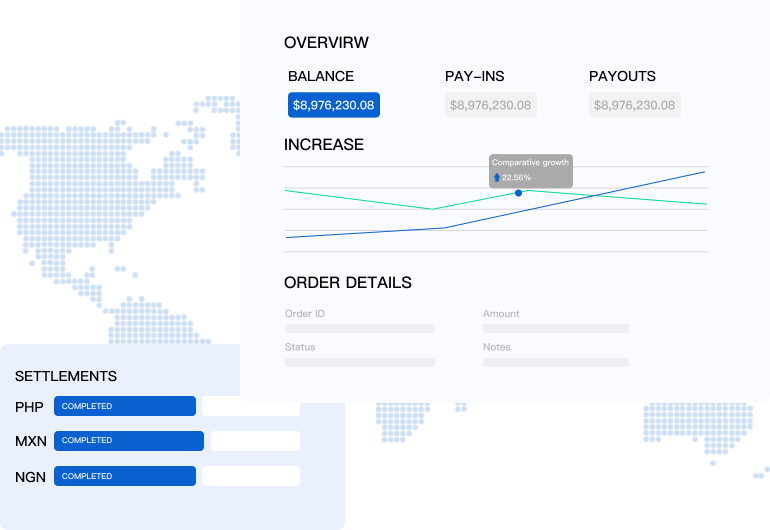 OVERVIRW
BALANCE PAY-INS PAYOUTS
$8,976,230.08 $8,976,230.08 $8,976,230.08
INCREASE
Comparative growth
22.56%
ORDER DETAILS
Order ID Amount
Status Notes
SETTLEMENTS
PHP COMPLETED
MXN COMPLETED
NGN COMPLETED